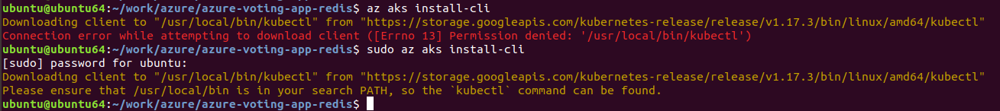 ubuntu@ubuntu64:~/work/azure/azure-voting-app-redis$ az aks install-cli
Downloading client to "/usr/local/bin/kubectl" from "https://storage.googleapis.com/kubernetes-release/release/v1.17.3/bin/linux/amd64/kubectl"
Connection error while attempting to download client ([Errno 13] Permission denied: '/usr/local/bin/kubectl')
ubuntu@ubuntu64:~/work/azure/azure-voting-app-redis$ sudo az aks install-cli
[sudo] password for ubuntu:
Downloading client to "/usr/local/bin/kubectl" from "https://storage.googleapis.com/kubernetes-release/release/v1.17.3/bin/linux/amd64/kubectl"
Please ensure that /usr/local/bin is in your search PATH, so the `kubectl` command can be found.
ubuntu@ubuntu64:~/work/azure/azure-voting-app-redis$